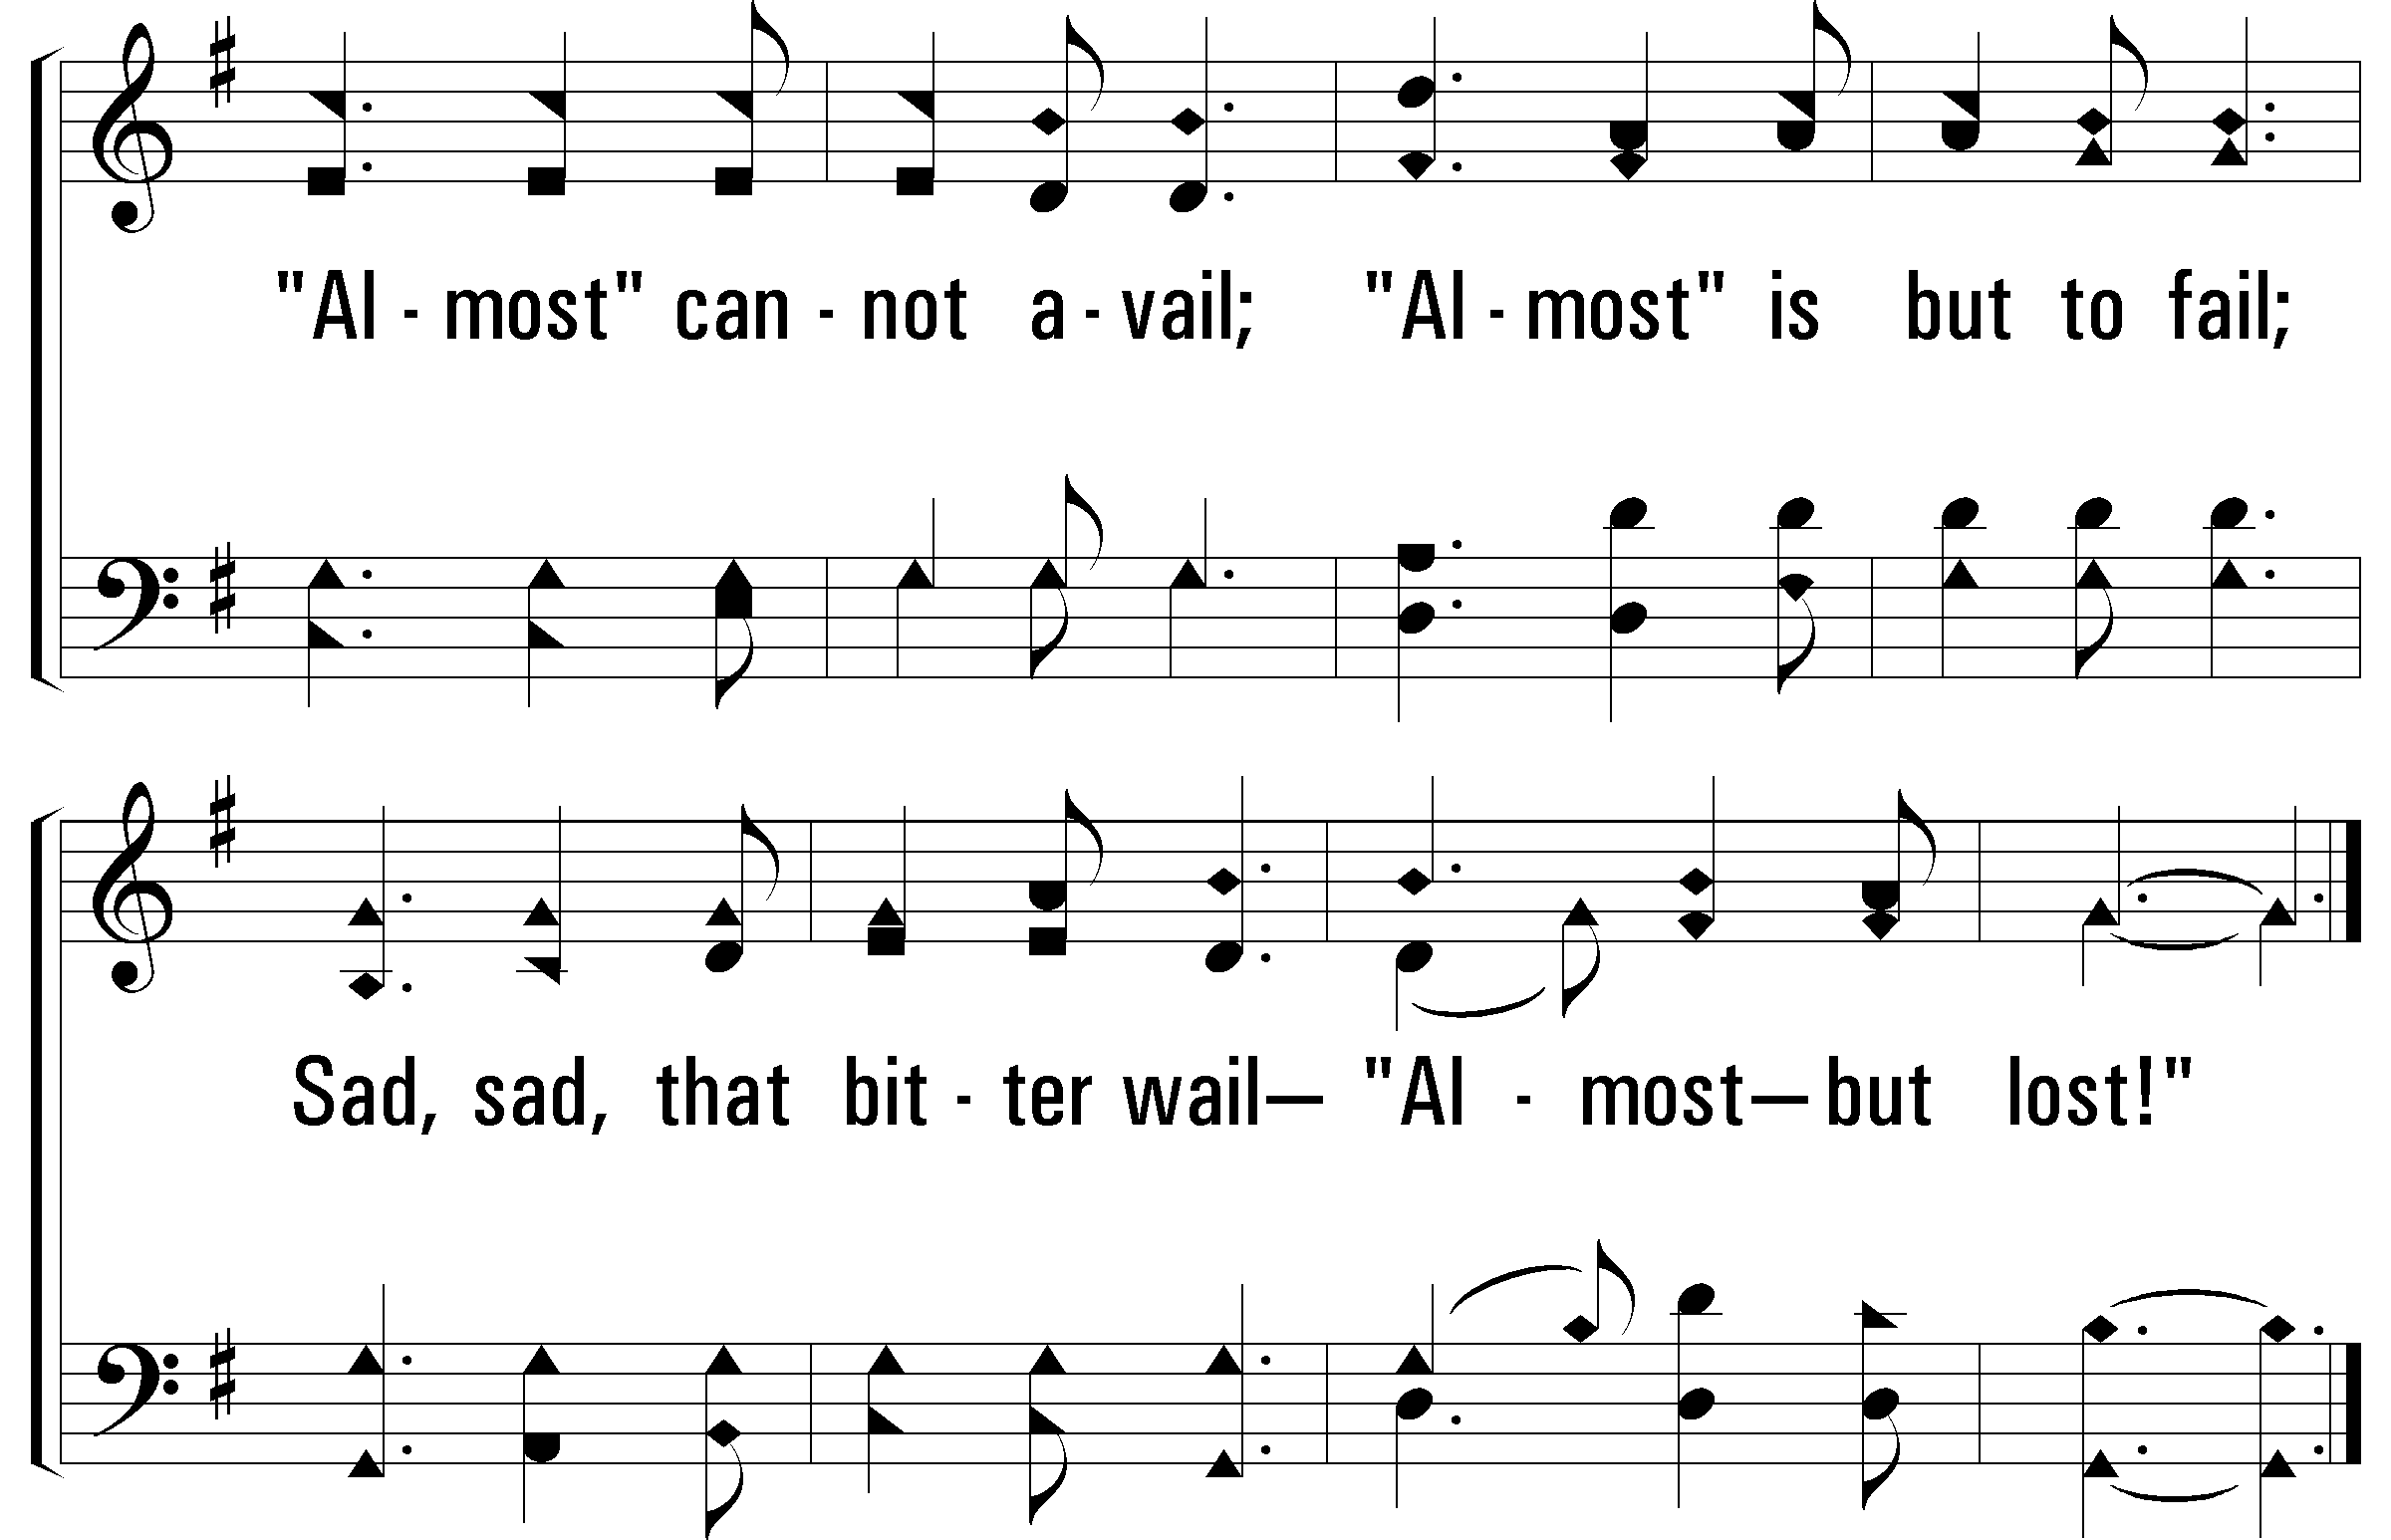 "Al - most" can - not a - vail; "Al - most" is but to fail;
Sad, sad, that bit - ter wail— "Al - most—but lost!"